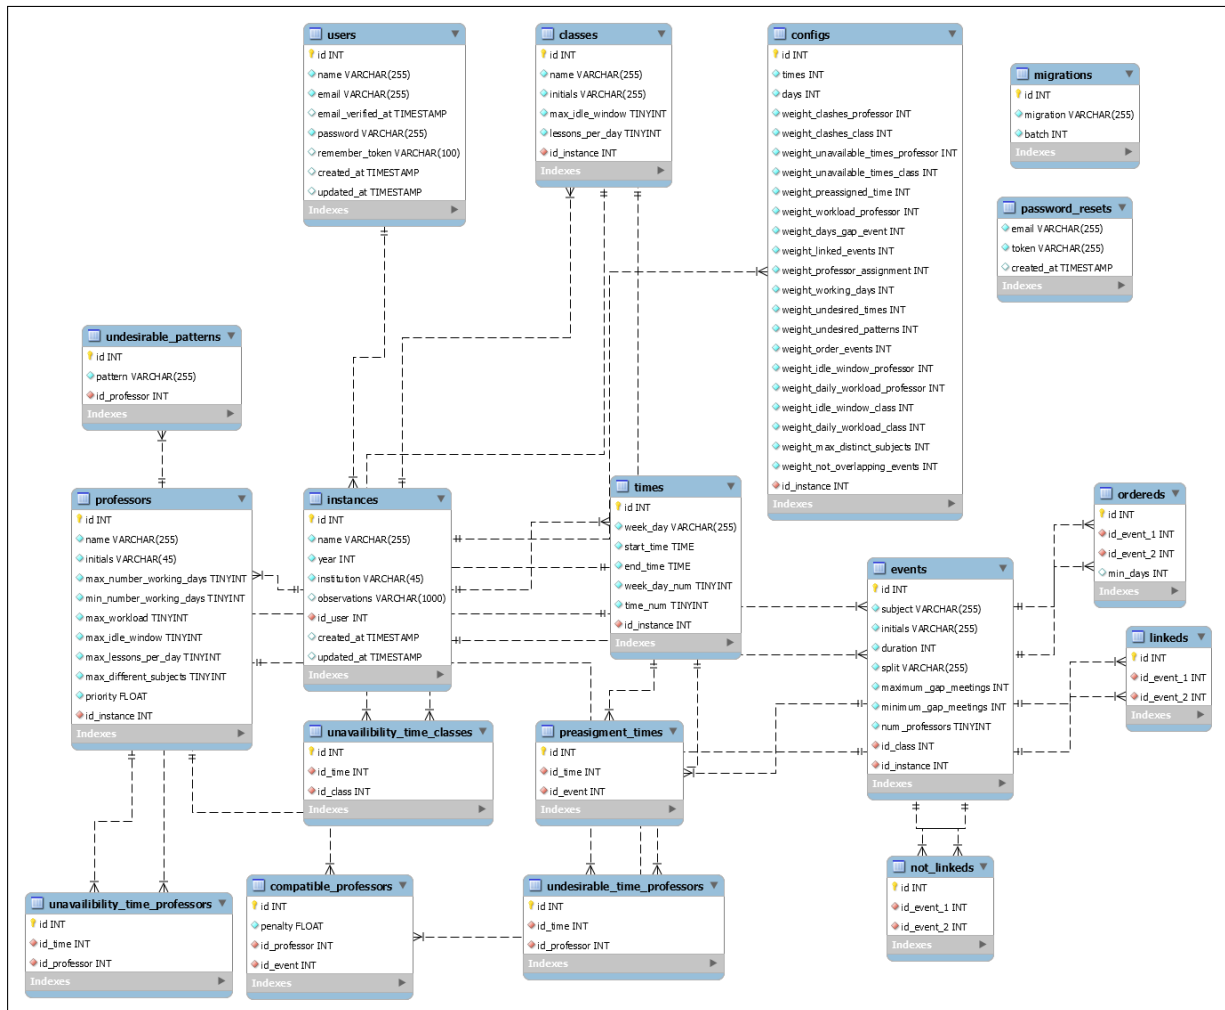 users
id INT
name VARCHAR(255)
email VARCHAR(255)
email_verified_at TIMESTAMP
password VARCHAR(255)
remember_token VARCHAR(100)
created_at TIMESTAMP
updated_at TIMESTAMP
Indexes
classes
id INT
name VARCHAR(255)
initials VARCHAR(255)
max_idle_window TINYINT
lessons_per_day TINYINT
id_instance INT
Indexes
configs
id INT
times INT
days INT
weight_clashes_professor INT
weight_clashes_class INT
weight_unavailable_times_professor INT
weight_unavailable_times_class INT
weight_preassigned_time INT
weight_workload_professor INT
weight_days_gap_event INT
weight_linked_events INT
weight_professor_assignment INT
weight_working_days INT
weight_undesired_times INT
weight_undesired_patterns INT
weight_order_events INT
weight_idle_window_professor INT
weight_daily_workload_professor INT
weight_idle_window_class INT
weight_daily_workload_class INT
weight_max_distinct_subjects INT
weight_not_overlapping_events INT
id_instance INT
Indexes
migrations
id INT
migration VARCHAR(255)
batch INT
Indexes
password_resets
email VARCHAR(255)
token VARCHAR(255)
created_at TIMESTAMP
Indexes
undesirable_patterns
id INT
pattern VARCHAR(255)
id_professor INT
Indexes
professors
id INT
name VARCHAR(255)
initials VARCHAR(45)
max_number_working_days TINYINT
min_number_working_days TINYINT
max_workload TINYINT
max_idle_window TINYINT
max_lessons_per_day TINYINT
max_different_subjects TINYINT
priority FLOAT
id_instance INT
Indexes
instances
id INT
name VARCHAR(255)
year INT
institution VARCHAR(45)
observations VARCHAR(1000)
id_user INT
created_at TIMESTAMP
updated_at TIMESTAMP
Indexes
times
id INT
week_day VARCHAR(255)
start_time TIME
end_time TIME
week_day_num TINYINT
time_num TINYINT
id_instance INT
Indexes
events
id INT
subject VARCHAR(255)
initials VARCHAR(255)
duration INT
split VARCHAR(255)
maximum_gap_meetings INT
minimum_gap_meetings INT
num_professors TINYINT
id_class INT
id_instance INT
Indexes
ordereds
id INT
id_event_1 INT
id_event_2 INT
min_days INT
Indexes
linkeds
id INT
id_event_1 INT
id_event_2 INT
Indexes
unavailibility_time_classes
id INT
id_time INT
id_class INT
Indexes
preasigment_times
id INT
id_time INT
id_event INT
Indexes
unavailibility_time_professors
id INT
id_time INT
id_professor INT
Indexes
compatible_professors
id INT
penalty FLOAT
id_professor INT
id_event INT
Indexes
undesirable_time_professors
id INT
id_time INT
id_professor INT
Indexes
not_linkeds
id INT
id_event_1 INT
id_event_2 INT
Indexes